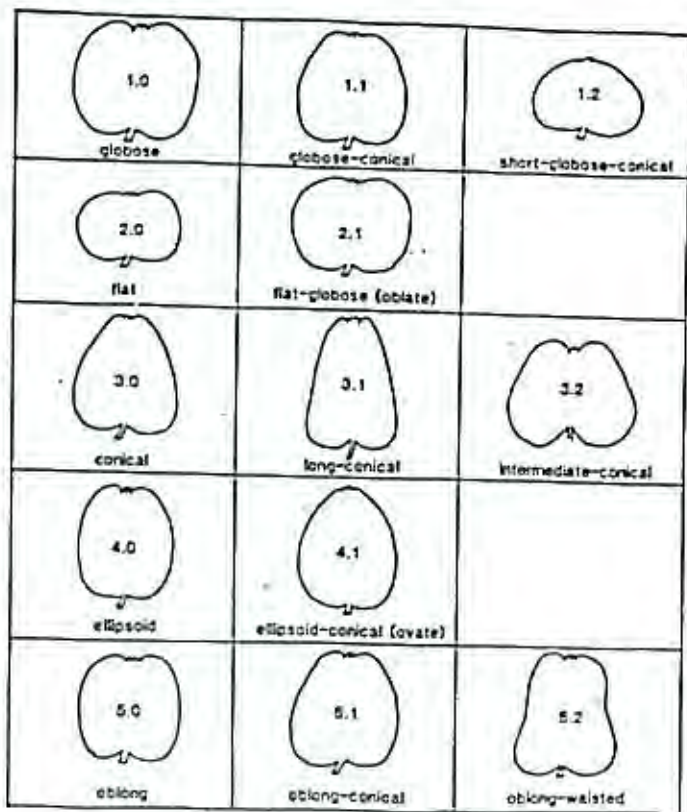 1.0
globose
1.1
globose-conical
1.2
short-globose-conical
2.0
flat
2.1
flat-globose (oblate)
3.0
conical
3.1
long-conical
3.2
intermediate-conical
4.0
ellipsoid
4.1
ellipsoid-conical (ovate)
5.0
oblong
5.1
oblong-conical
5.2
oblong-waisted